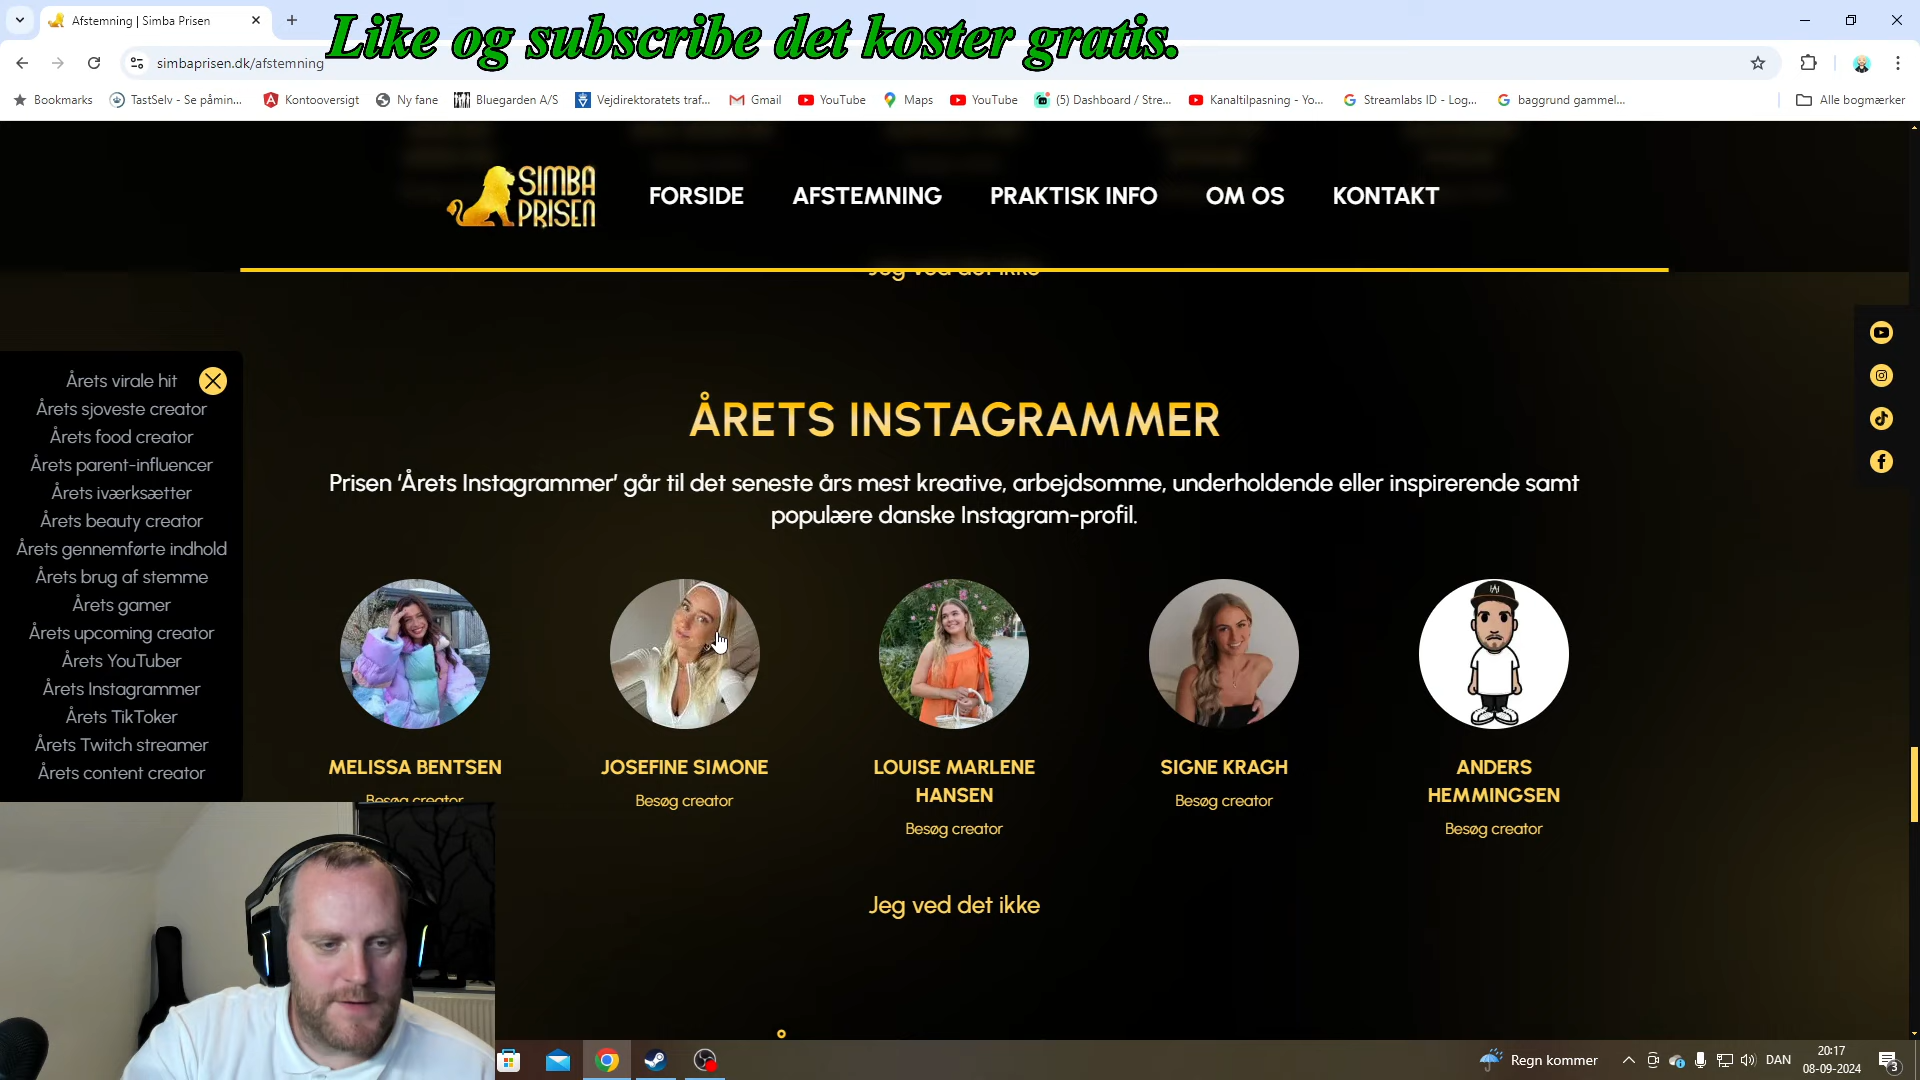 Afstemning | Simba Prisen
Like og subscribe det koster gratis.
simbaprisen.dk/afstemning
Bookmarks
TastSelv - Se påmin...
Kontooversigt
Ny fane
Bluegarden A/S
Vejdirektoratets traf...
Gmail
YouTube
Maps
YouTube
(5) Dashboard / Stre...
Kanaltilpasning - Yo...
Streamlabs ID - Log...
baggrund gammel...
Alle bogmærker
SIMBA
PRISEN
FORSIDE
AFSTEMNING
PRAKTISK INFO
OM OS
KONTAKT
Jeg ved det ikke
Årets virale hit
Årets sjoveste creator
Årets food creator
Årets parent-influencer
Årets iværksætter
Årets beauty creator
Årets gennemførte indhold
Årets brug af stemme
Årets gamer
Årets upcoming creator
Årets YouTuber
Årets Instagrammer
Årets TikToker
Årets Twitch streamer
Årets content creator
ÅRETS INSTAGRAMMER
Prisen ‘Årets Instagrammer’ går til det seneste års mest kreative, arbejdsomme, underholdende eller inspirerende samt
populære danske Instagram-profil.
MELISSA BENTSEN
Besøg creator
JOSEFINE SIMONE
Besøg creator
LOUISE MARLENE
HANSEN
Besøg creator
SIGNE KRAGH
Besøg creator
ANDERS
HEMMINGSEN
Besøg creator
Jeg ved det ikke
Regn kommer
DAN
20:17
08-09-2024
3